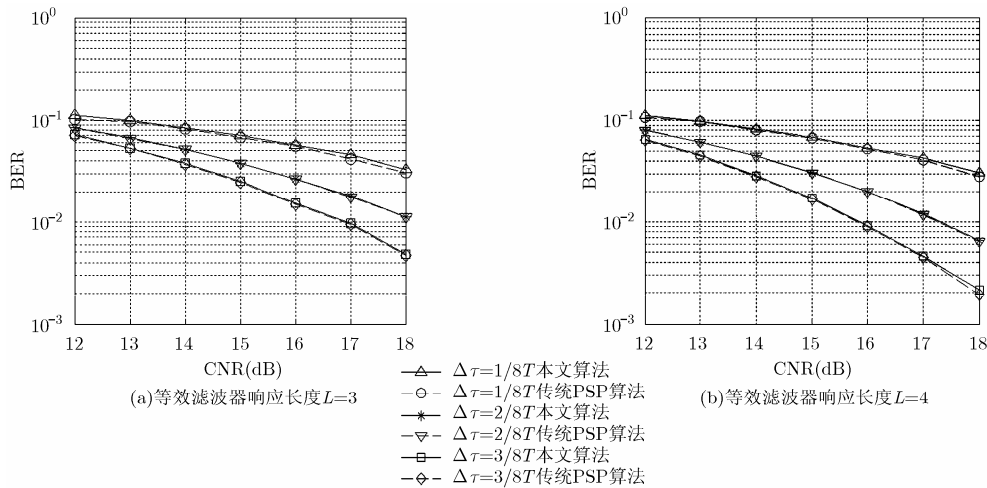 10⁰
10⁻¹
10⁻²
10⁻³
BER
12 13 14 15 16 17 18
CNR(dB)
(a)等效滤波器响应长度L=3
10⁰
10⁻¹
10⁻²
10⁻³
BER
12 13 14 15 16 17 18
CNR(dB)
(b)等效滤波器响应长度L=4
Δτ=1/8T本文算法
Δτ=1/8T传统PSP算法
Δτ=2/8T本文算法
Δτ=2/8T传统PSP算法
Δτ=3/8T本文算法
Δτ=3/8T传统PSP算法